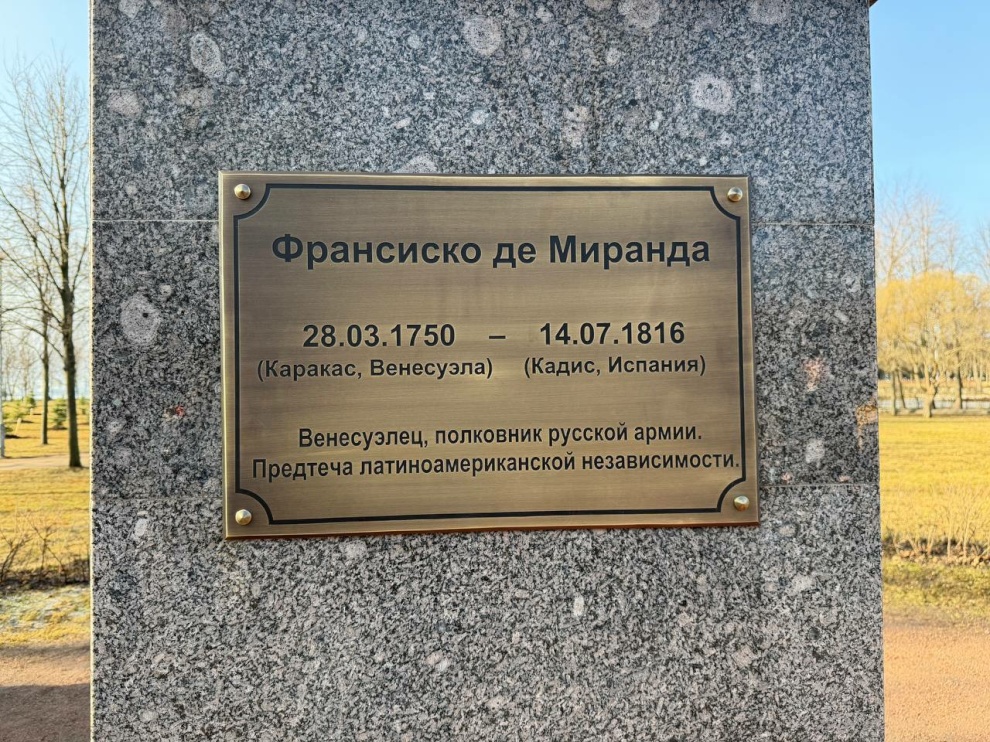 Франсиско де Миранда
28.03.1750 – 14.07.1816
(Каракас, Венесуэла) (Кадис, Испания)
Венесуэлец, полковник русской армии.
Предтеча латиноамериканской независимости.